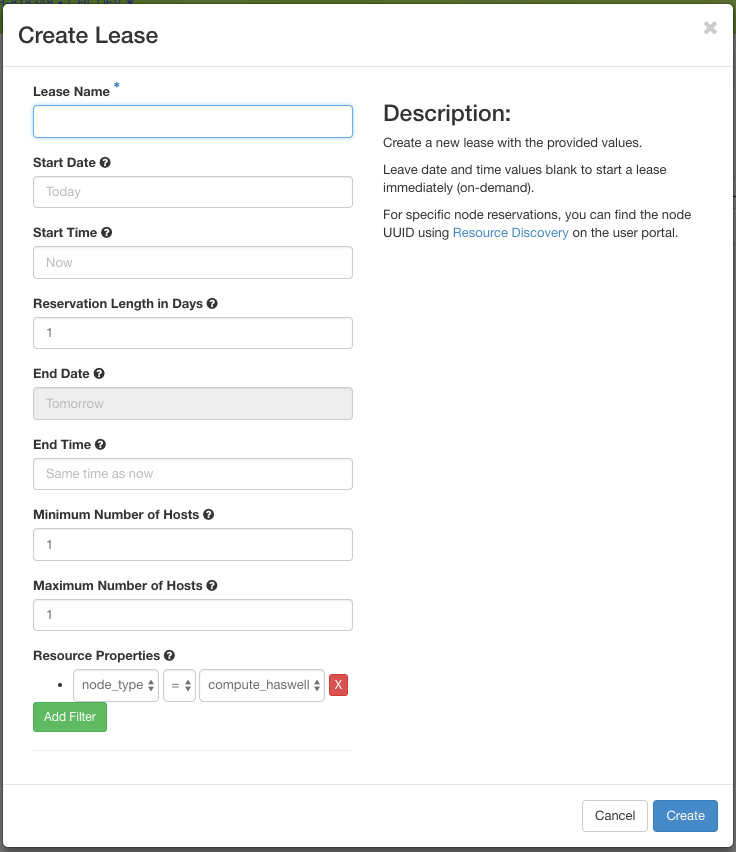 Create Lease
×
Lease Name *
Start Date ?
Today
Start Time ?
Now
Reservation Length in Days ?
1
End Date ?
Tomorrow
End Time ?
Same time as now
Minimum Number of Hosts ?
1
Maximum Number of Hosts ?
1
Resource Properties ?
• node_type = compute_haswell X
Add Filter
Description:
Create a new lease with the provided values.
Leave date and time values blank to start a lease
immediately (on-demand).
For specific node reservations, you can find the node
UUID using Resource Discovery on the user portal.
Cancel Create